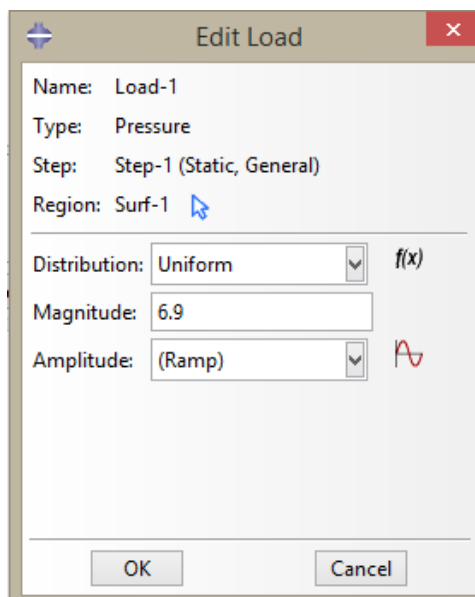 Edit Load
Name: Load-1
Type: Pressure
Step: Step-1 (Static, General)
Region: Surf-1
Distribution: Uniform f(x)
Magnitude: 6.9
Amplitude: (Ramp)
OK Cancel